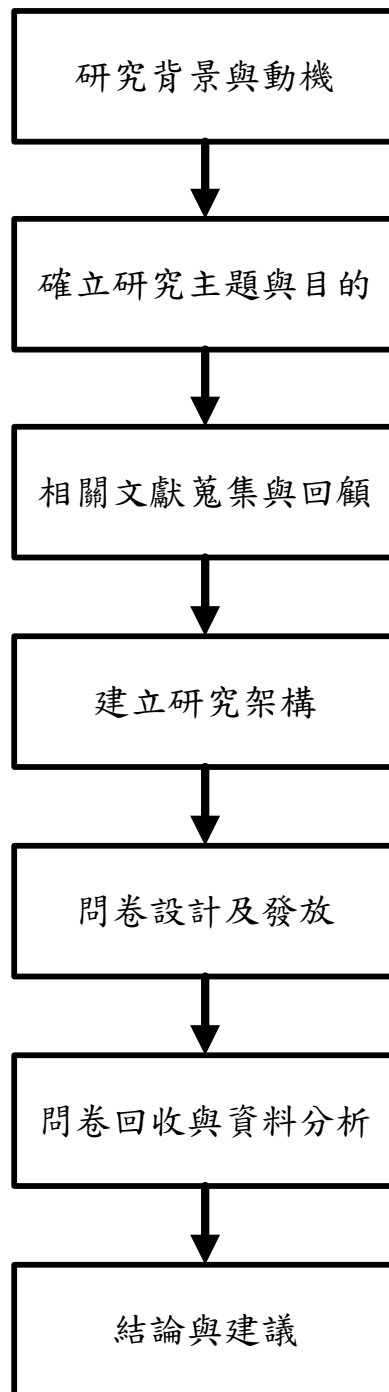 研究背景與動機
確立研究主題與目的
相關文獻蒐集與回顧
建立研究架構
問卷設計及發放
問卷回收與資料分析
結論與建議